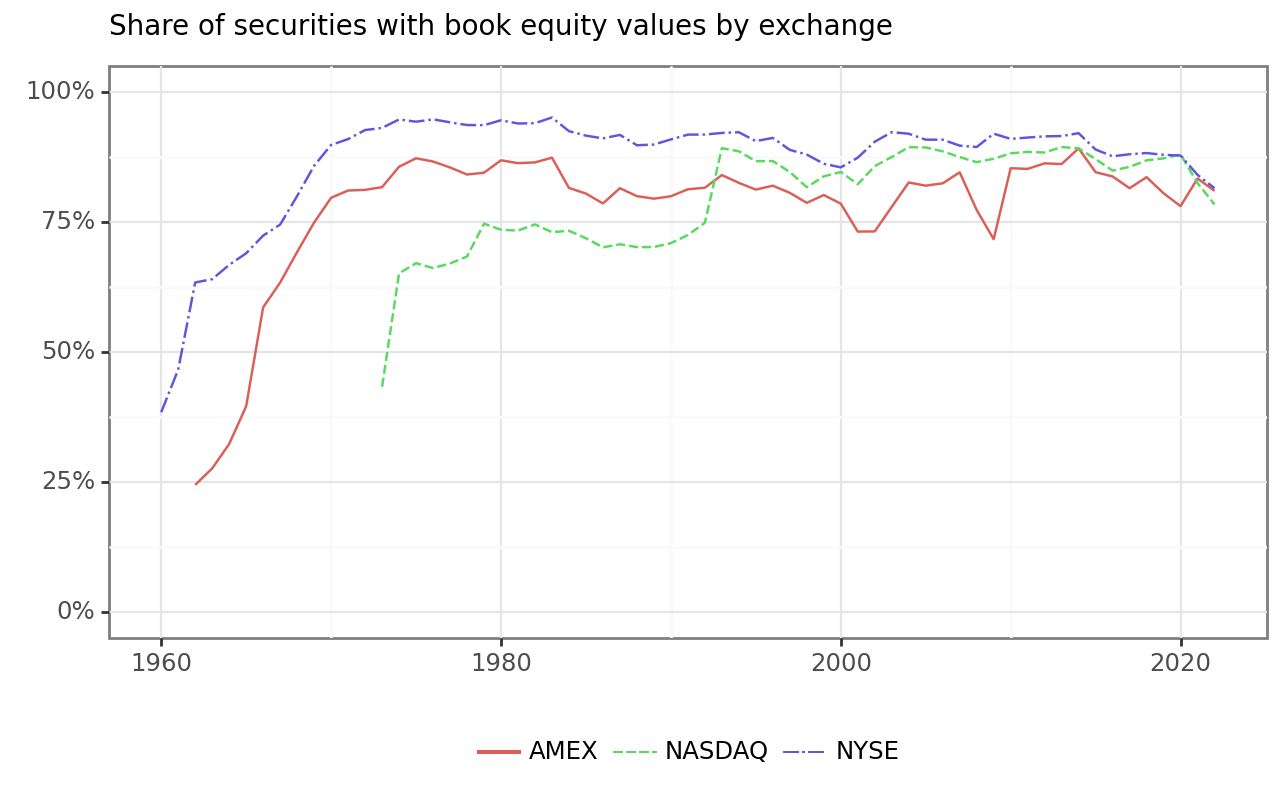 Share of securities with book equity values by exchange
100%
75%
50%
25%
0%
1960 1980 2000 2020
AMEX NASDAQ NYSE